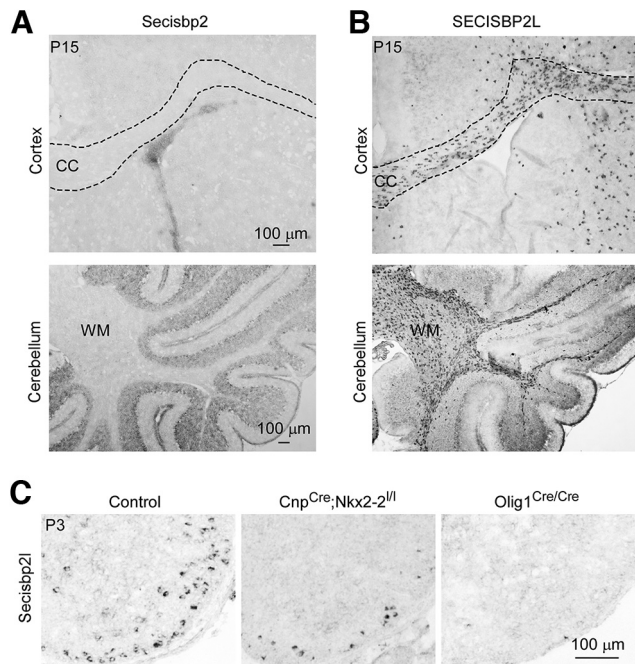 A
Secisbp2
P15
Cortex
CC
100 μm
Cerebellum
WM
100 μm
B
SECISBP2L
P15
Cortex
CC
Cerebellum
WM
C
Control
Cnp^Cre;Nkx2-2^l/l
Olig1^Cre/Cre
Secisbp2l
P3
100 μm